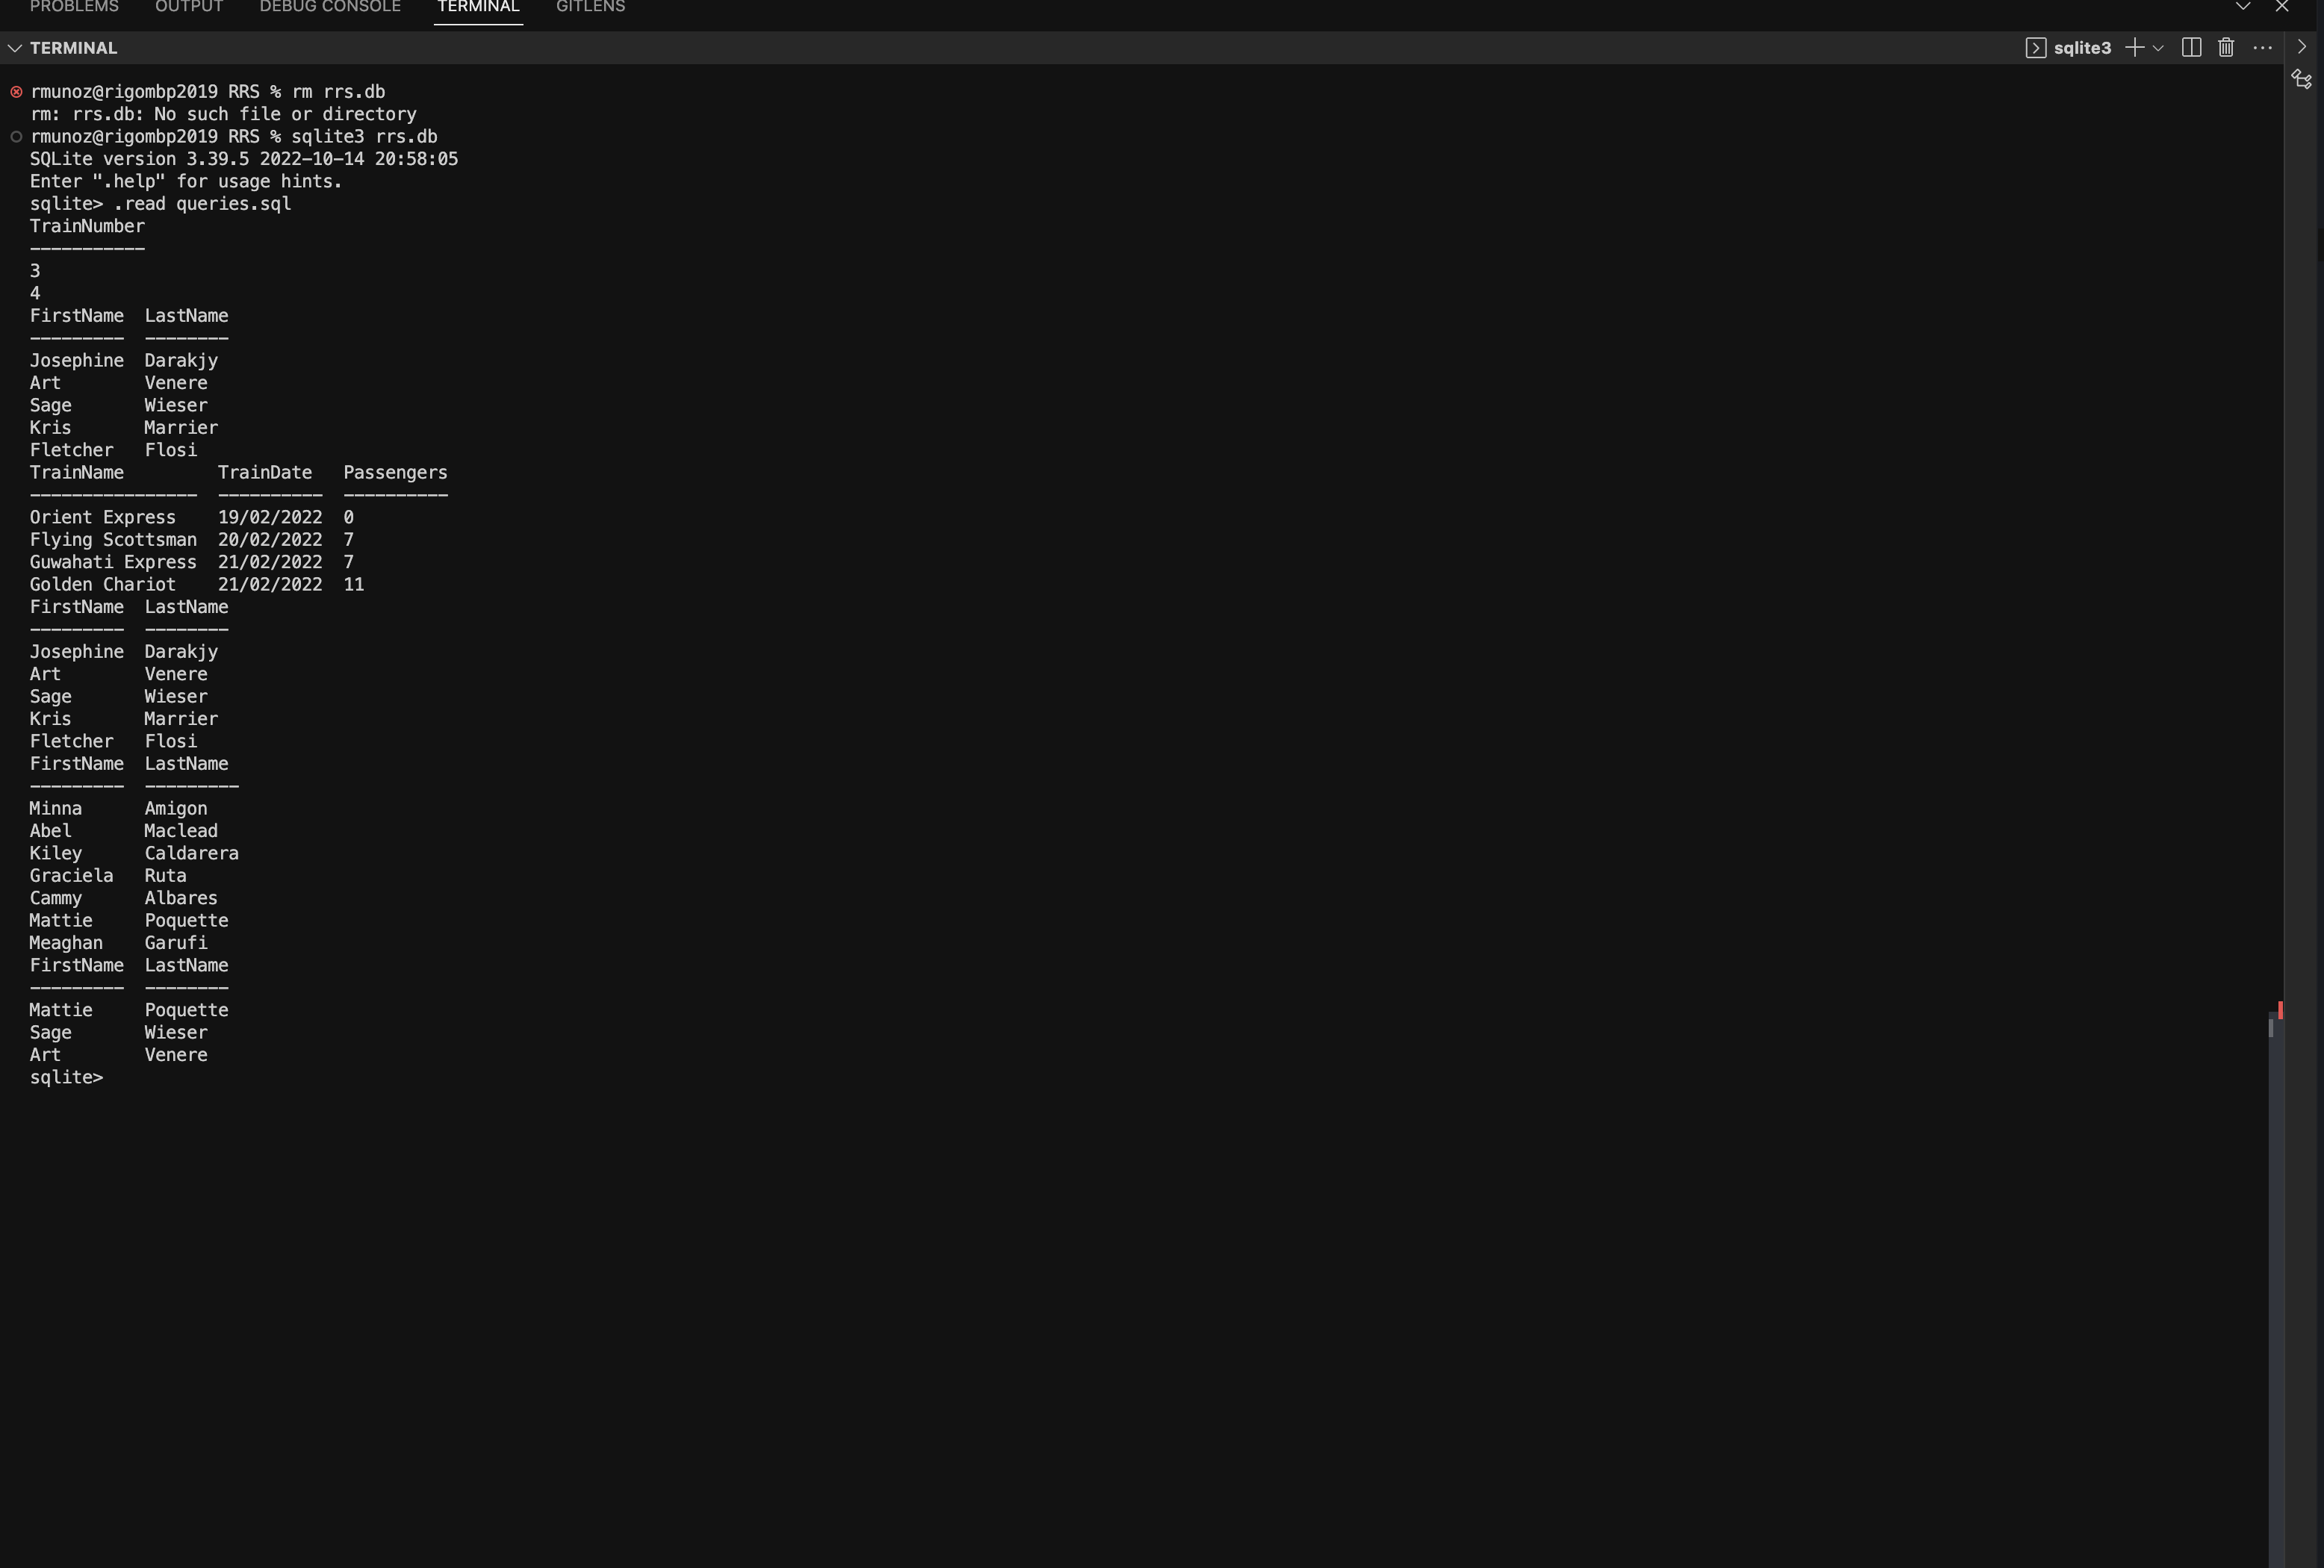 PROBLEMS OUTPUT DEBUG CONSOLE TERMINAL GITLENS
TERMINAL sqlite3
rmunoz@rigombp2019 RRS % rm rrs.db
rm: rrs.db: No such file or directory
rmunoz@rigombp2019 RRS % sqlite3 rrs.db
SQLite version 3.39.5 2022-10-14 20:58:05
Enter ".help" for usage hints.
sqlite> .read queries.sql
TrainNumber
-----------
3
4
FirstName  LastName
---------  --------
Josephine  Darakjy
Art        Venere
Sage       Wieser
Kris       Marrier
Fletcher   Flosi
TrainName         TrainDate   Passengers
----------------  ----------  ----------
Orient Express    19/02/2022  0
Flying Scottsman  20/02/2022  7
Guwahati Express  21/02/2022  7
Golden Chariot    21/02/2022  11
FirstName  LastName
---------  --------
Josephine  Darakjy
Art        Venere
Sage       Wieser
Kris       Marrier
Fletcher   Flosi
FirstName  LastName
---------  ---------
Minna      Amigon
Abel       Maclead
Kiley      Caldarera
Graciela   Ruta
Cammy      Albares
Mattie     Poquette
Meaghan    Garufi
FirstName  LastName
---------  --------
Mattie     Poquette
Sage       Wieser
Art        Venere
sqlite>